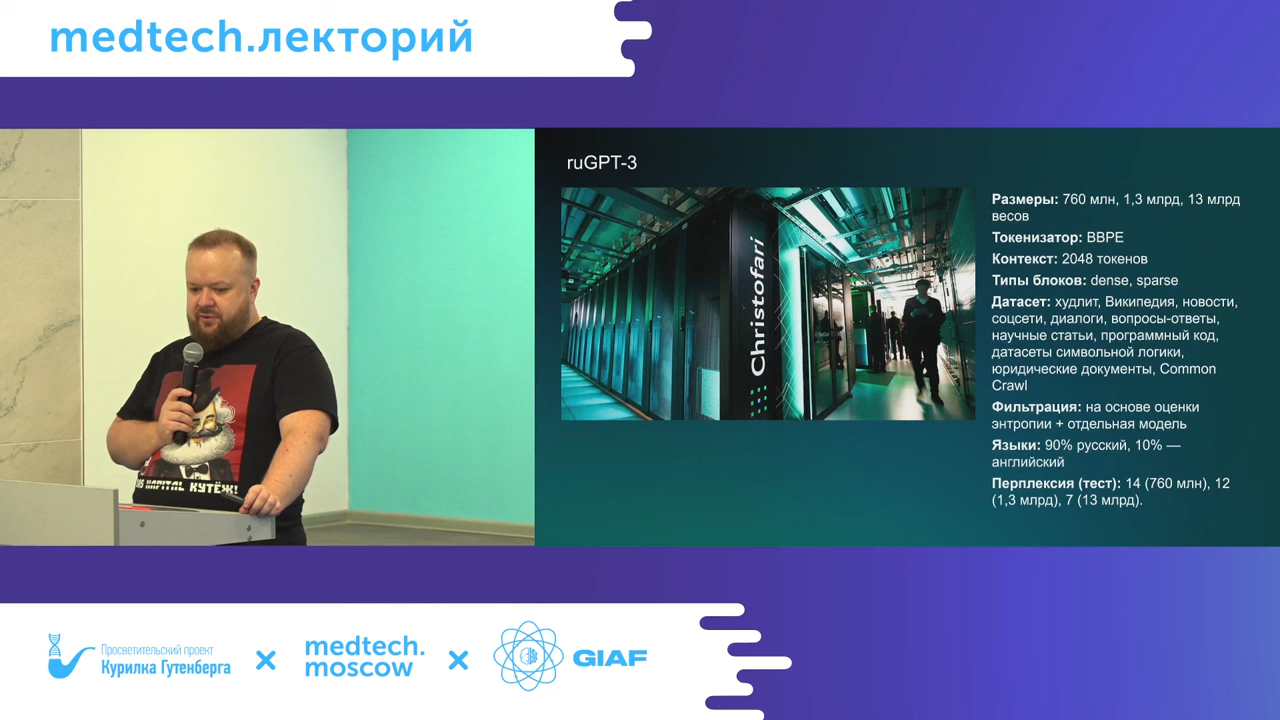 medtech.лекторий
ruGPT-3
Christofari
Размеры: 760 млн, 1,3 млрд, 13 млрд
весов
Токенизатор: BBPE
Контекст: 2048 токенов
Типы блоков: dense, sparse
Датасет: худлит, Википедия, новости,
соцсети, диалоги, вопросы-ответы,
научные статьи, программный код,
датасеты символьной логики,
юридические документы, Common
Crawl
Фильтрация: на основе оценки
энтропии + отдельная модель
Языки: 90% русский, 10% —
английский
Перплексия (тест): 14 (760 млн), 12
(1,3 млрд), 7 (13 млрд).
KAPITAL КУТЁЖ!
Просветительский проект
Курилка Гутенберга
×
medtech.
moscow
×
GIAF